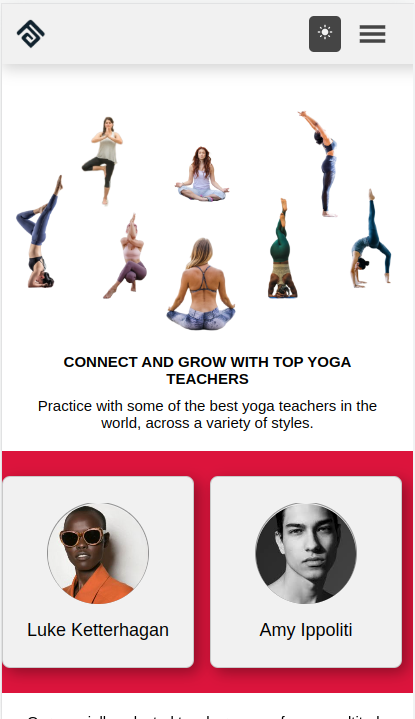 CONNECT AND GROW WITH TOP YOGA
TEACHERS
Practice with some of the best yoga teachers in the
world, across a variety of styles.
Luke Ketterhagan
Amy Ippoliti